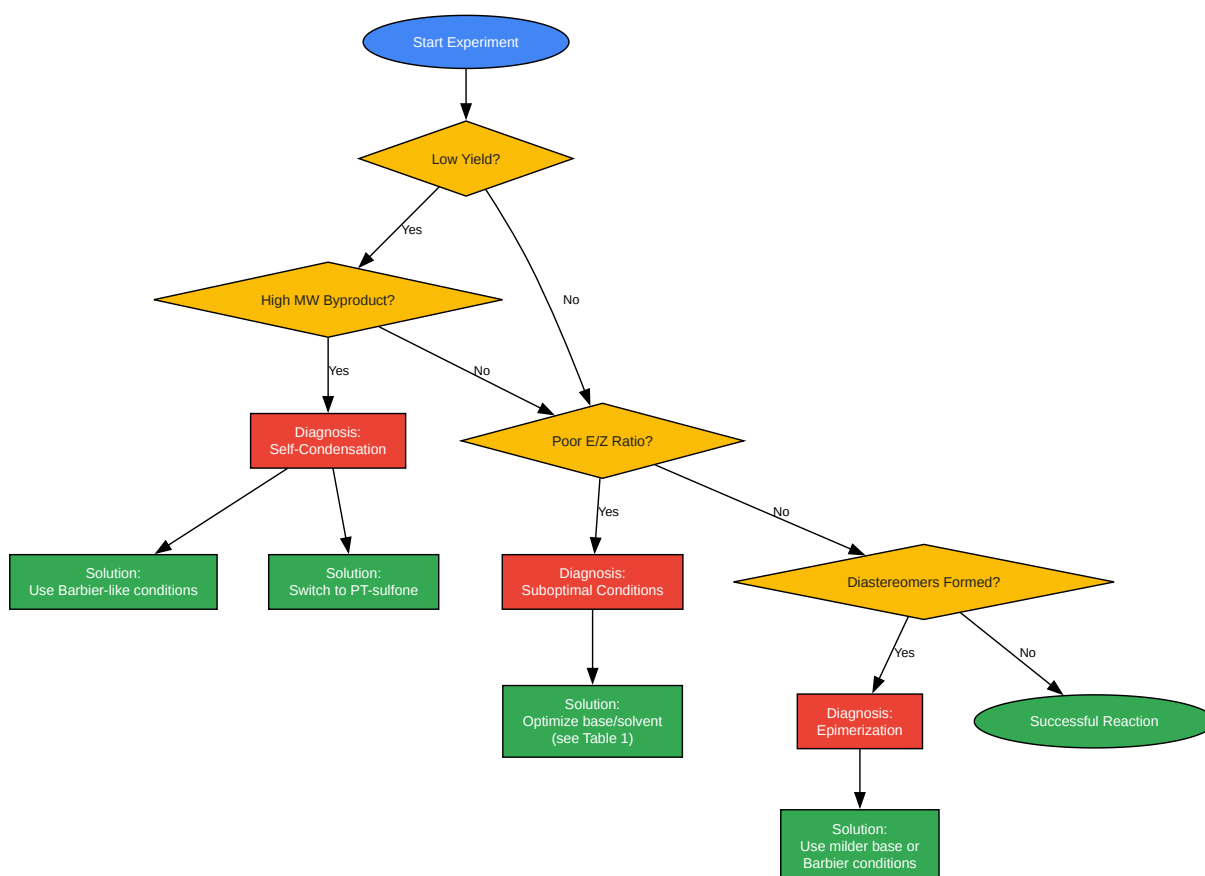 Start Experiment
Low Yield?
Yes
High MW Byproduct?
No
Yes
No
Diagnosis:
Self-Condensation
Poor E/Z Ratio?
Yes
No
Solution:
Use Barbier-like conditions
Solution:
Switch to PT-sulfone
Diagnosis:
Suboptimal Conditions
Diastereomers Formed?
Yes
No
Solution:
Optimize base/solvent
(see Table 1)
Diagnosis:
Epimerization
Successful Reaction
Solution:
Use milder base or
Barbier conditions